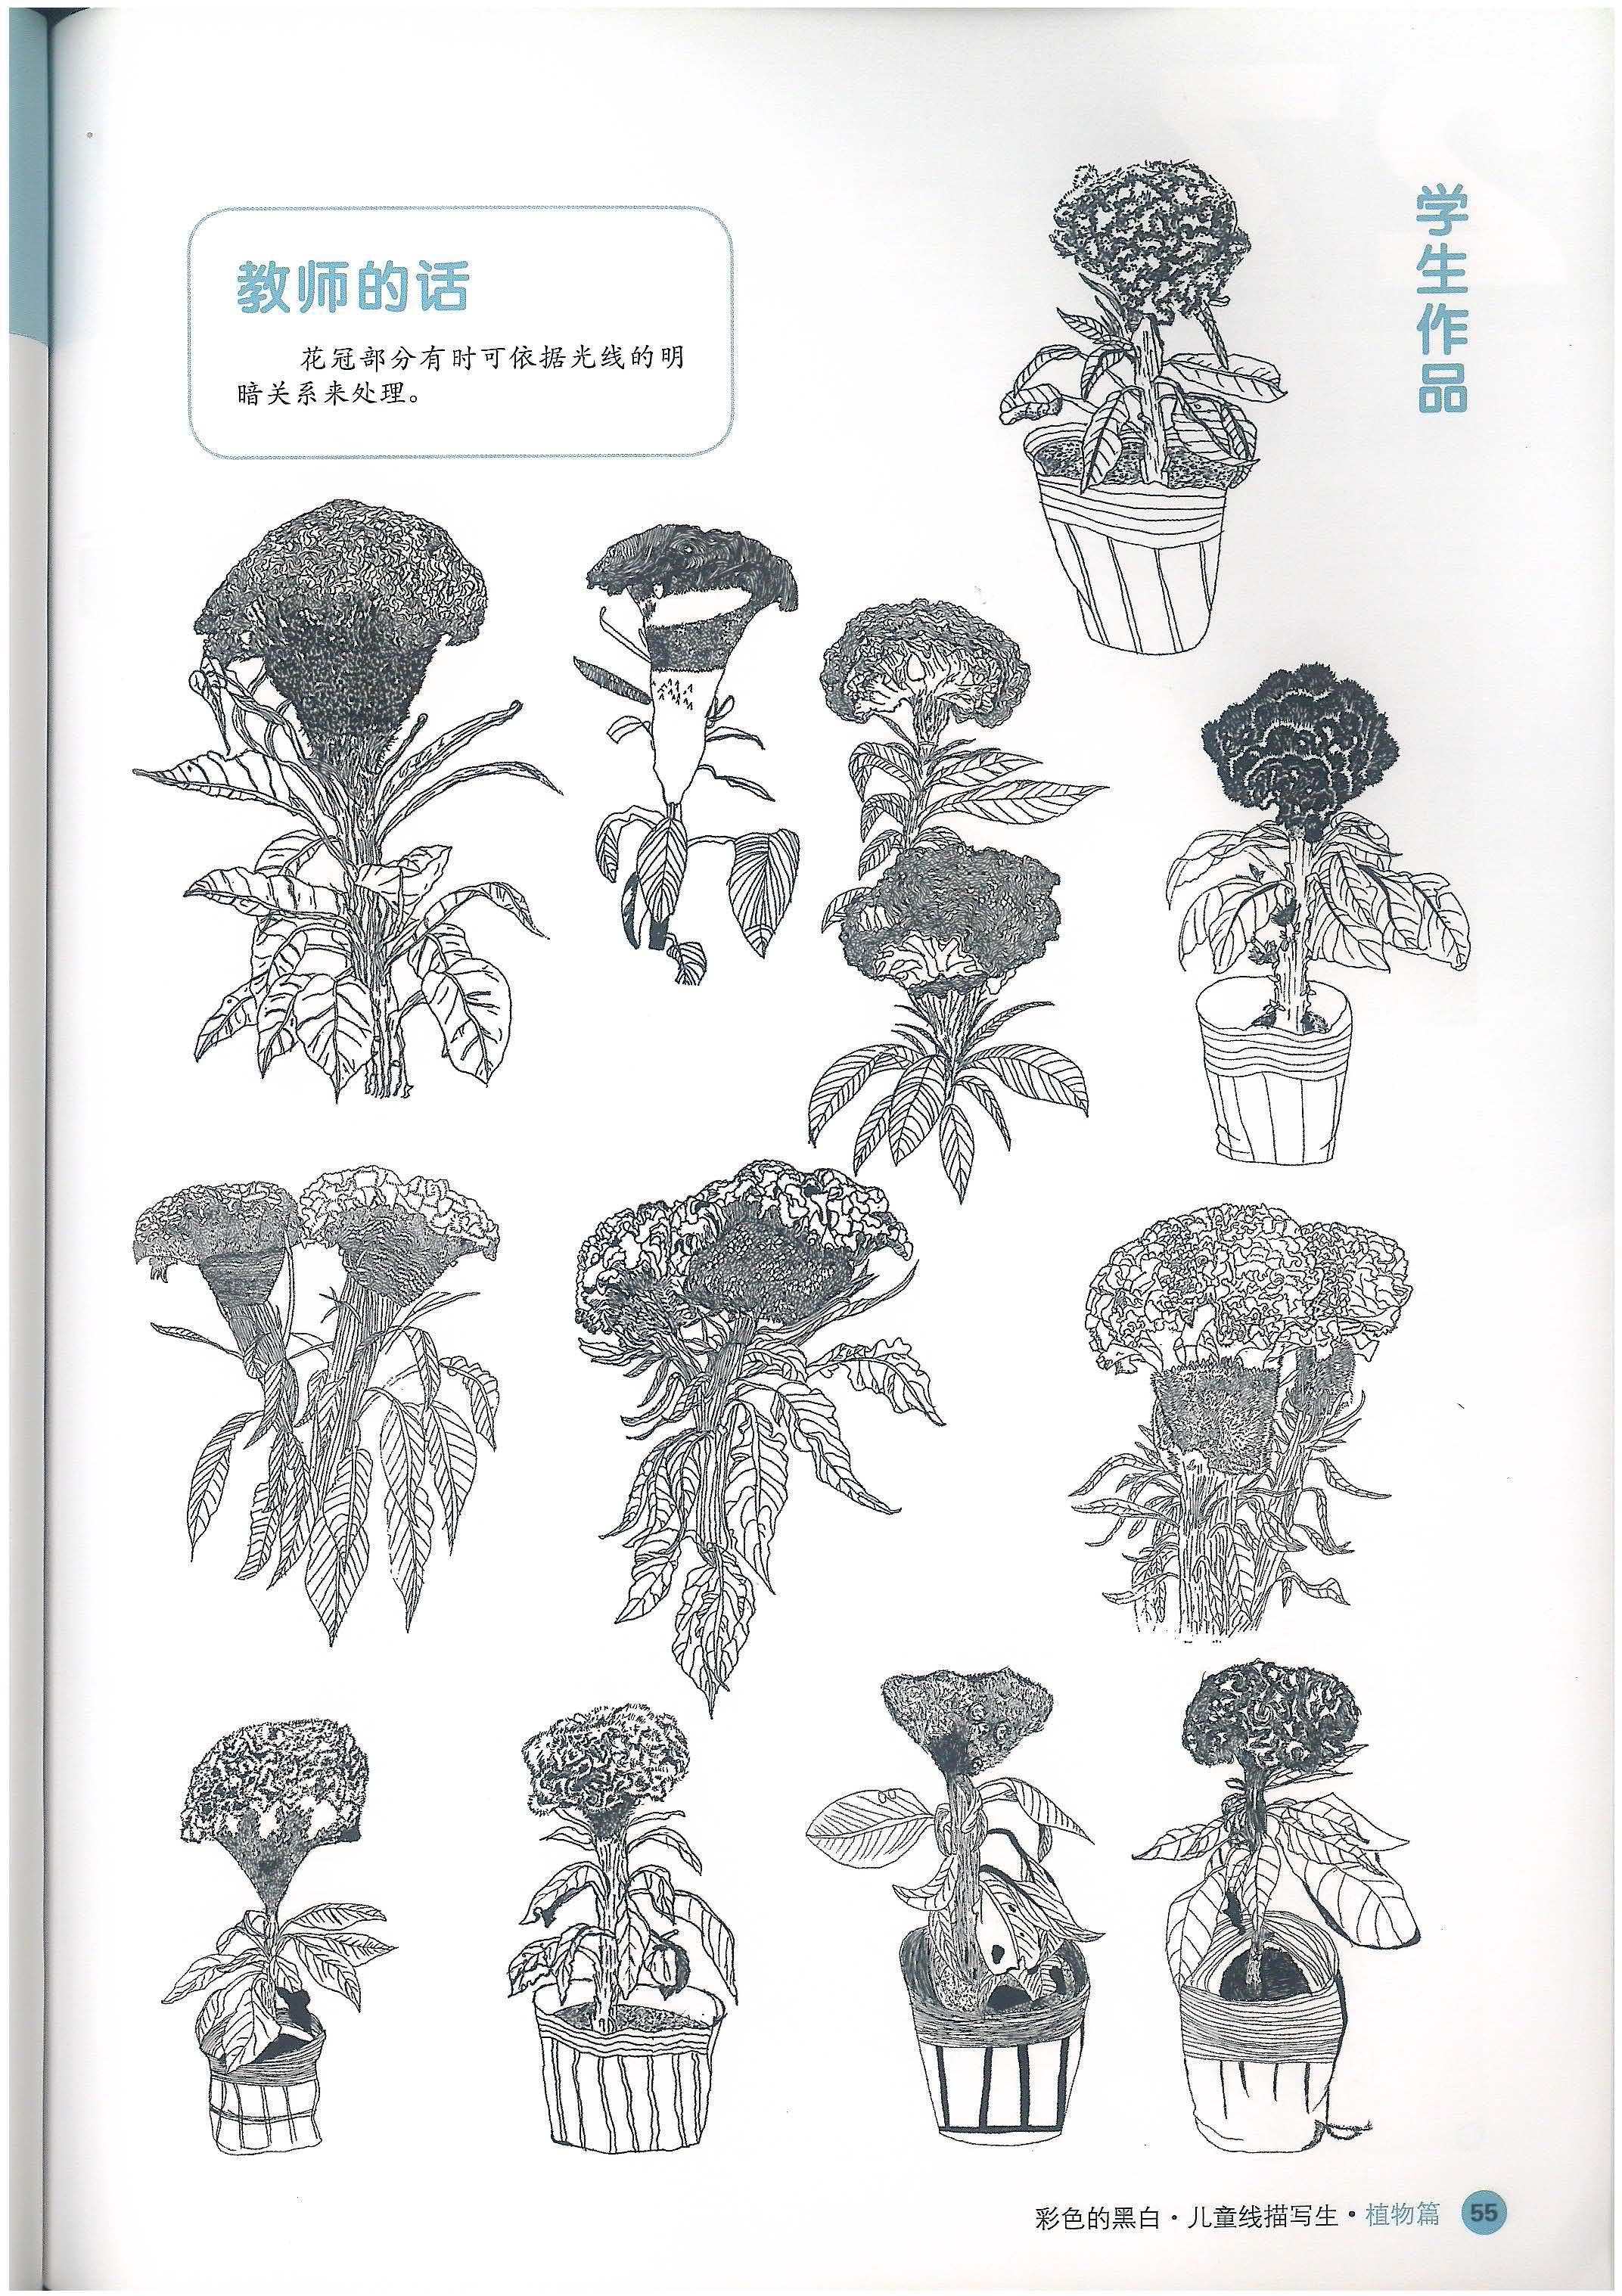 学生作品
教师的话
花冠部分有时可依据光线的明
暗关系来处理。
彩色的黑白·儿童线描写生·植物篇 55